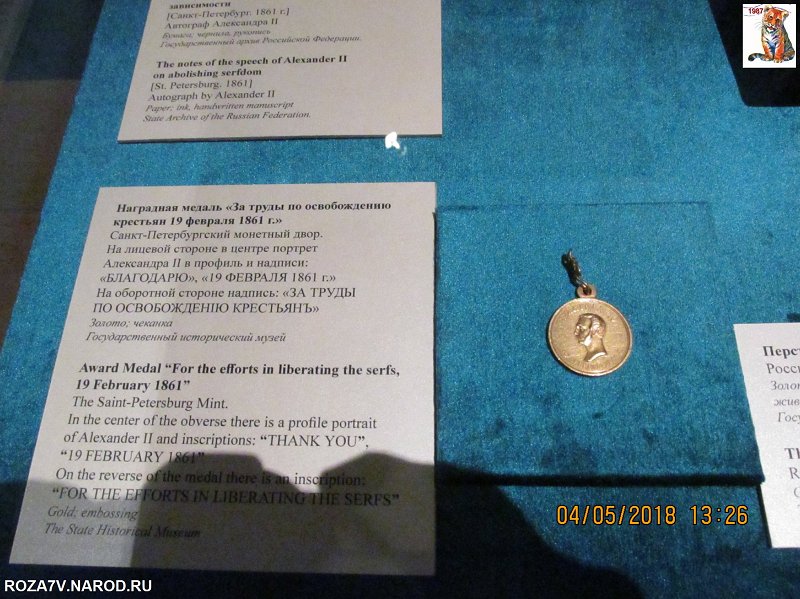 зависимости
[Санкт-Петербург. 1861 г.]
Автограф Александра II
Бумага; чернила, рукопись
Государственный архив Российской Федерации.
The notes of the speech of Alexander II
on abolishing serfdom
[St. Petersburg. 1861]
Autograph by Alexander II
Paper; ink, handwritten manuscript
State Archive of the Russian Federation.
Наградная медаль «За труды по освобождению
крестьян 19 февраля 1861 г.»
Санкт-Петербургский монетный двор.
На лицевой стороне в центре портрет
Александра II в профиль и надписи:
«БЛАГОДАРЮ», «19 ФЕВРАЛЯ 1861 г.»
На оборотной стороне надпись: «ЗА ТРУДЫ
ПО ОСВОБОЖДЕНИЮ КРЕСТЬЯНЪ»
Золото; чеканка
Государственный исторический музей
Award Medal “For the efforts in liberating the serfs,
19 February 1861”
The Saint-Petersburg Mint.
In the center of the obverse there is a profile portrait
of Alexander II and inscriptions: “THANK YOU”,
“19 FEBRUARY 1861”
On the reverse of the medal there is an inscription:
“FOR THE EFFORTS IN LIBERATING THE SERFS”
Gold; embossing
The State Historical Museum
1987
04/05/2018 13:26
ROZA7V.NAROD.RU